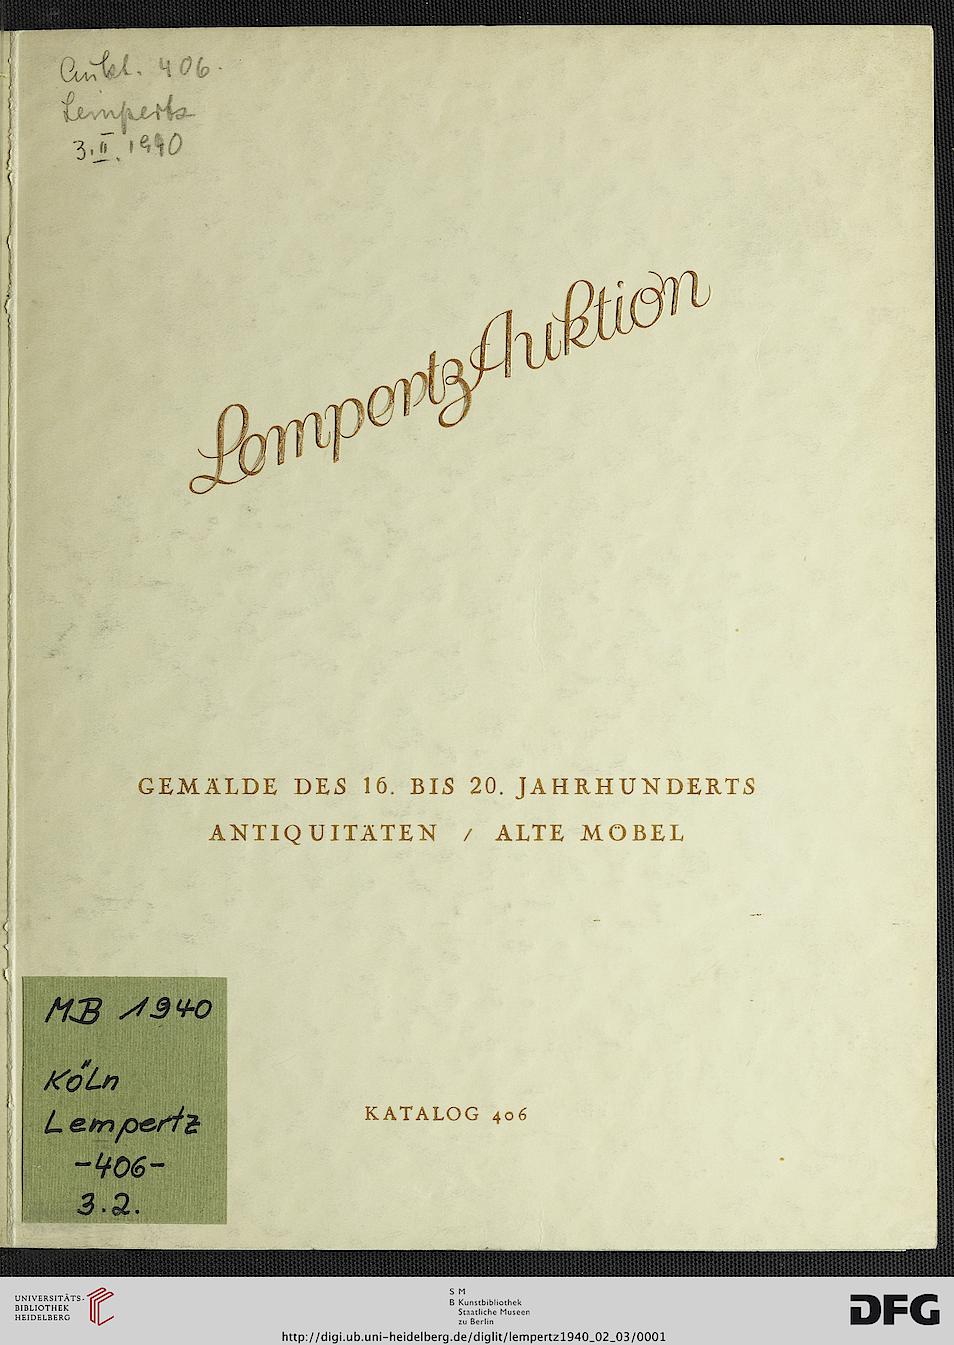 Aukt. 406.
Lempertz
3.II.1940
Lempertz Auktion
GEMÄLDE DES 16. BIS 20. JAHRHUNDERTS
ANTIQUITÄTEN / ALTE MÖBEL
MB 1940
Köln
Lempertz
-406-
3.2.
KATALOG 406
UNIVERSITÄTS-
BIBLIOTHEK
HEIDELBERG
S M
B Kunstbibliothek
Staatliche Museen
zu Berlin
DFG
http://digi.ub.uni-heidelberg.de/diglit/lempertz1940_02_03/0001